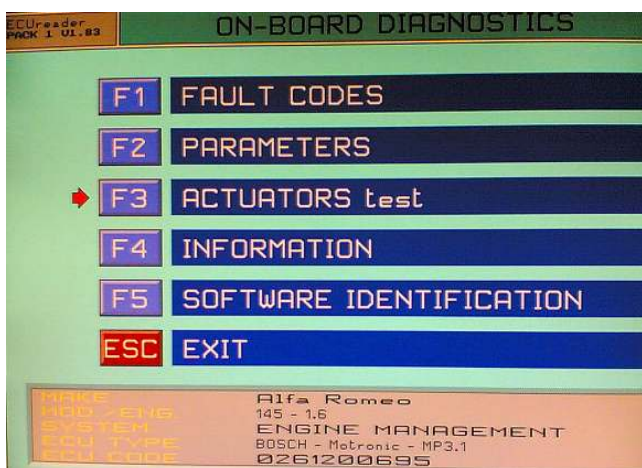 ECUreader
PACK 1 V1.83
ON-BOARD DIAGNOSTICS
F1 FAULT CODES
F2 PARAMETERS
F3 ACTUATORS test
F4 INFORMATION
F5 SOFTWARE IDENTIFICATION
ESC EXIT
MAKE Alfa Romeo
MOD/ENG 145 - 1.6
SYSTEM ENGINE MANAGEMENT
ECU TYPE BOSCH - Motronic - MP3.1
ECU CODE 0261200695